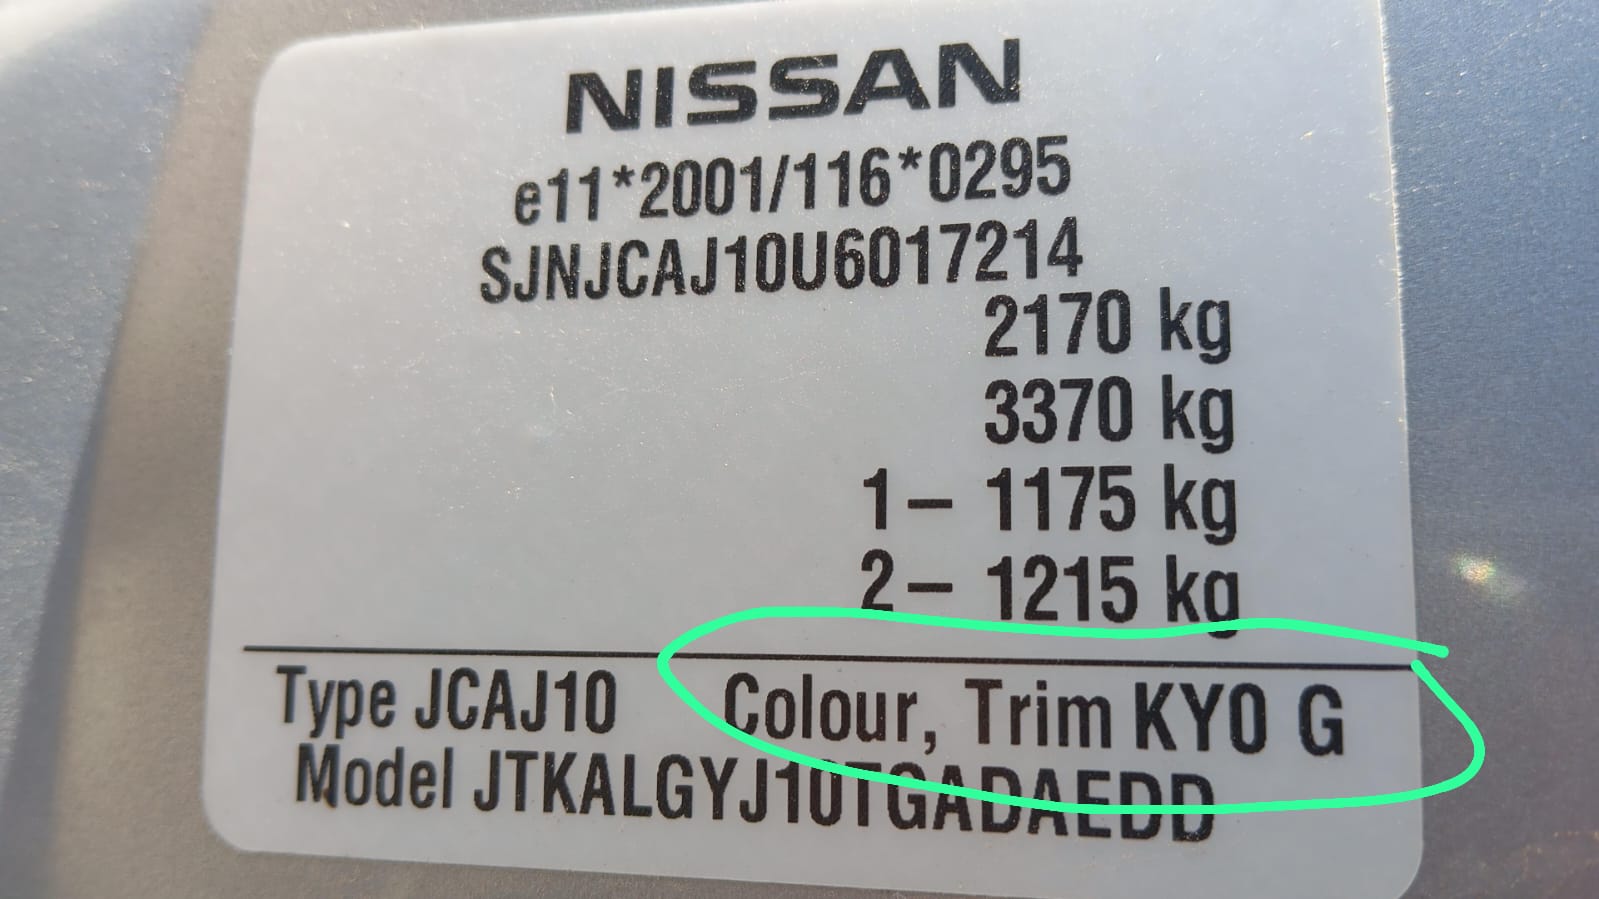 NISSAN
e11*2001/116*0295
SJNJCAJ10U6017214
2170 kg
3370 kg
1 – 1175 kg
2 – 1215 kg
Type JCAJ10 Colour, Trim KY0 G
Model JTKALGYJ10TGADAEDD